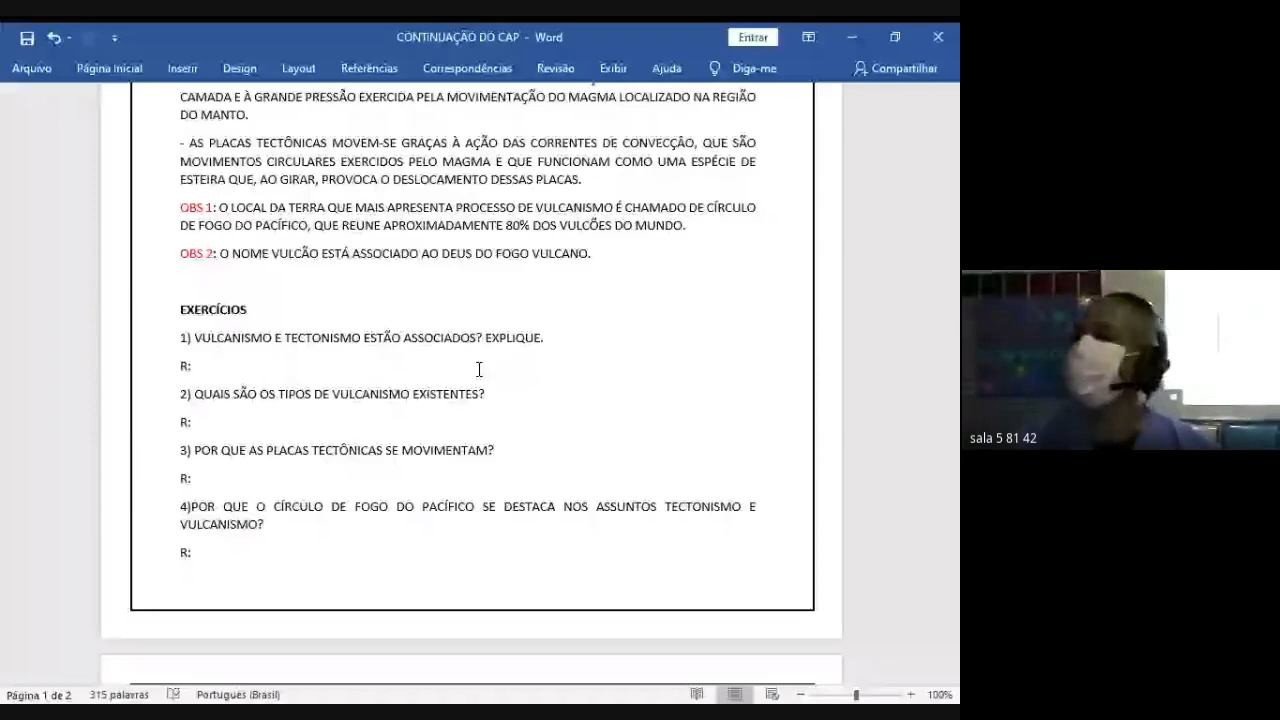 CONTINUAÇÃO DO CAP - Word
Entrar
Arquivo Página Inicial Inserir Design Layout Referências Correspondências Revisão Exibir Ajuda Diga-me Compartilhar
CAMADA E À GRANDE PRESSÃO EXERCIDA PELA MOVIMENTAÇÃO DO MAGMA LOCALIZADO NA REGIÃO
DO MANTO.
- AS PLACAS TECTÔNICAS MOVEM-SE GRAÇAS À AÇÃO DAS CORRENTES DE CONVECÇÂO, QUE SÃO
MOVIMENTOS CIRCULARES EXERCIDOS PELO MAGMA E QUE FUNCIONAM COMO UMA ESPÉCIE DE
ESTEIRA QUE, AO GIRAR, PROVOCA O DESLOCAMENTO DESSAS PLACAS.
OBS 1: O LOCAL DA TERRA QUE MAIS APRESENTA PROCESSO DE VULCANISMO É CHAMADO DE CÍRCULO
DE FOGO DO PACÍFICO, QUE REUNE APROXIMADAMENTE 80% DOS VULCÕES DO MUNDO.
OBS 2: O NOME VULCÃO ESTÁ ASSOCIADO AO DEUS DO FOGO VULCANO.
EXERCÍCIOS
1) VULCANISMO E TECTONISMO ESTÃO ASSOCIADOS? EXPLIQUE.
R:
2) QUAIS SÃO OS TIPOS DE VULCANISMO EXISTENTES?
R:
3) POR QUE AS PLACAS TECTÔNICAS SE MOVIMENTAM?
R:
4)POR QUE O CÍRCULO DE FOGO DO PACÍFICO SE DESTACA NOS ASSUNTOS TECTONISMO E
VULCANISMO?
R:
Página 1 de 2 315 palavras Português (Brasil) 100%
sala 5 81 42